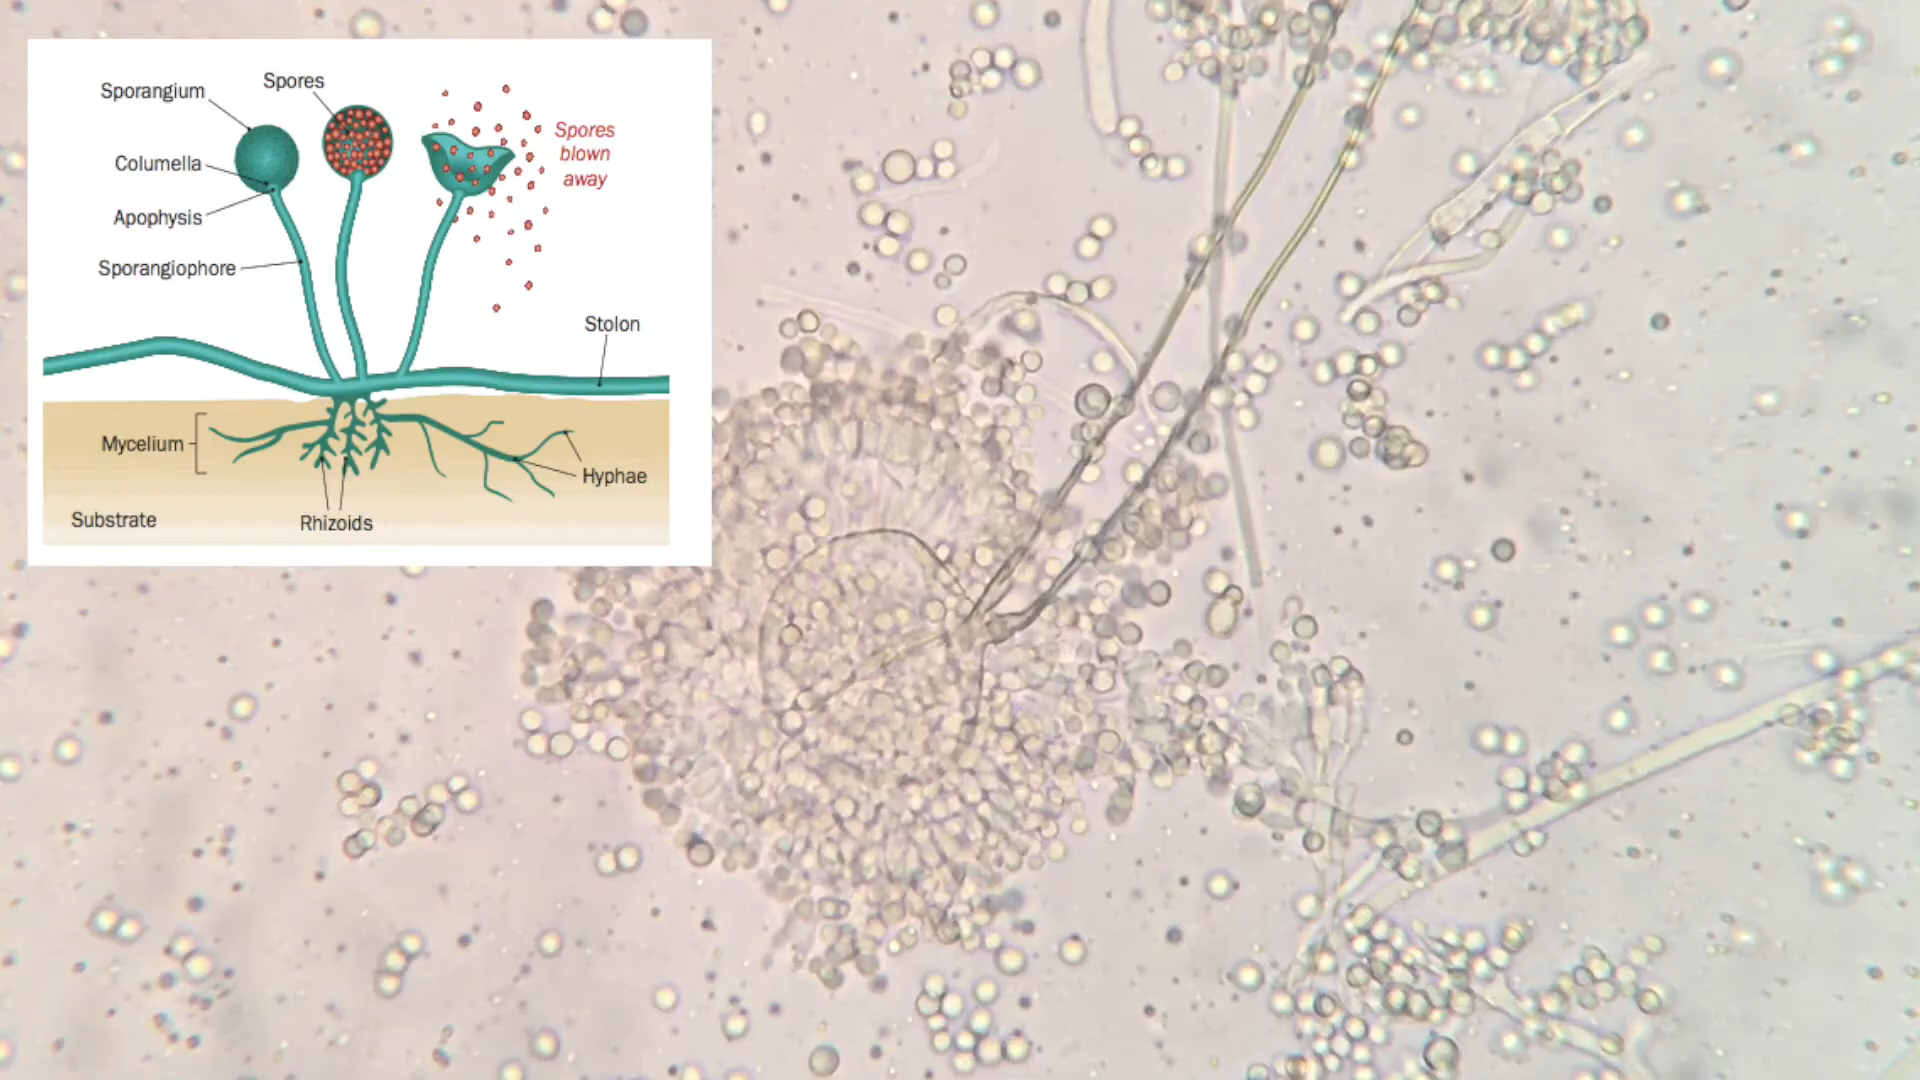 Sporangium
Spores
Spores
blown
away
Columella
Apophysis
Sporangiophore
Stolon
Mycelium
Hyphae
Substrate
Rhizoids